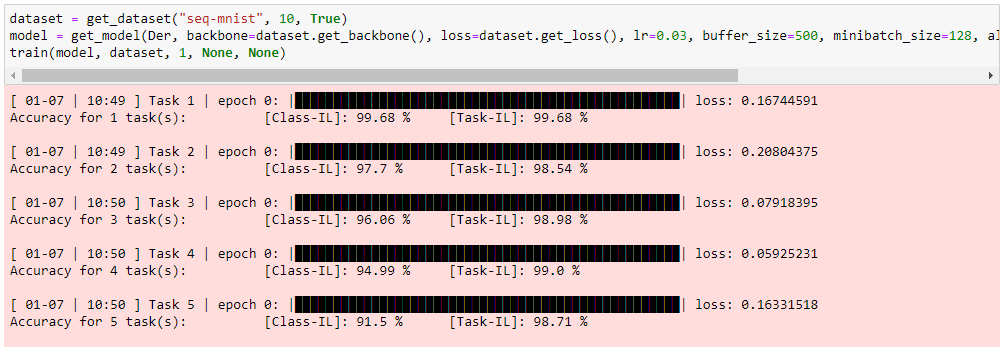 dataset = get_dataset("seq-mnist", 10, True)
model = get_model(Der, backbone=dataset.get_backbone(), loss=dataset.get_loss(), lr=0.03, buffer_size=500, minibatch_size=128, al
train(model, dataset, 1, None, None)
[ 01-07 | 10:49 ] Task 1 | epoch 0: | | loss: 0.16744591
Accuracy for 1 task(s): [Class-IL]: 99.68 % [Task-IL]: 99.68 %
[ 01-07 | 10:49 ] Task 2 | epoch 0: | | loss: 0.20804375
Accuracy for 2 task(s): [Class-IL]: 97.7 % [Task-IL]: 98.54 %
[ 01-07 | 10:50 ] Task 3 | epoch 0: | | loss: 0.07918395
Accuracy for 3 task(s): [Class-IL]: 96.06 % [Task-IL]: 98.98 %
[ 01-07 | 10:50 ] Task 4 | epoch 0: | | loss: 0.05925231
Accuracy for 4 task(s): [Class-IL]: 94.99 % [Task-IL]: 99.0 %
[ 01-07 | 10:50 ] Task 5 | epoch 0: | | loss: 0.16331518
Accuracy for 5 task(s): [Class-IL]: 91.5 % [Task-IL]: 98.71 %